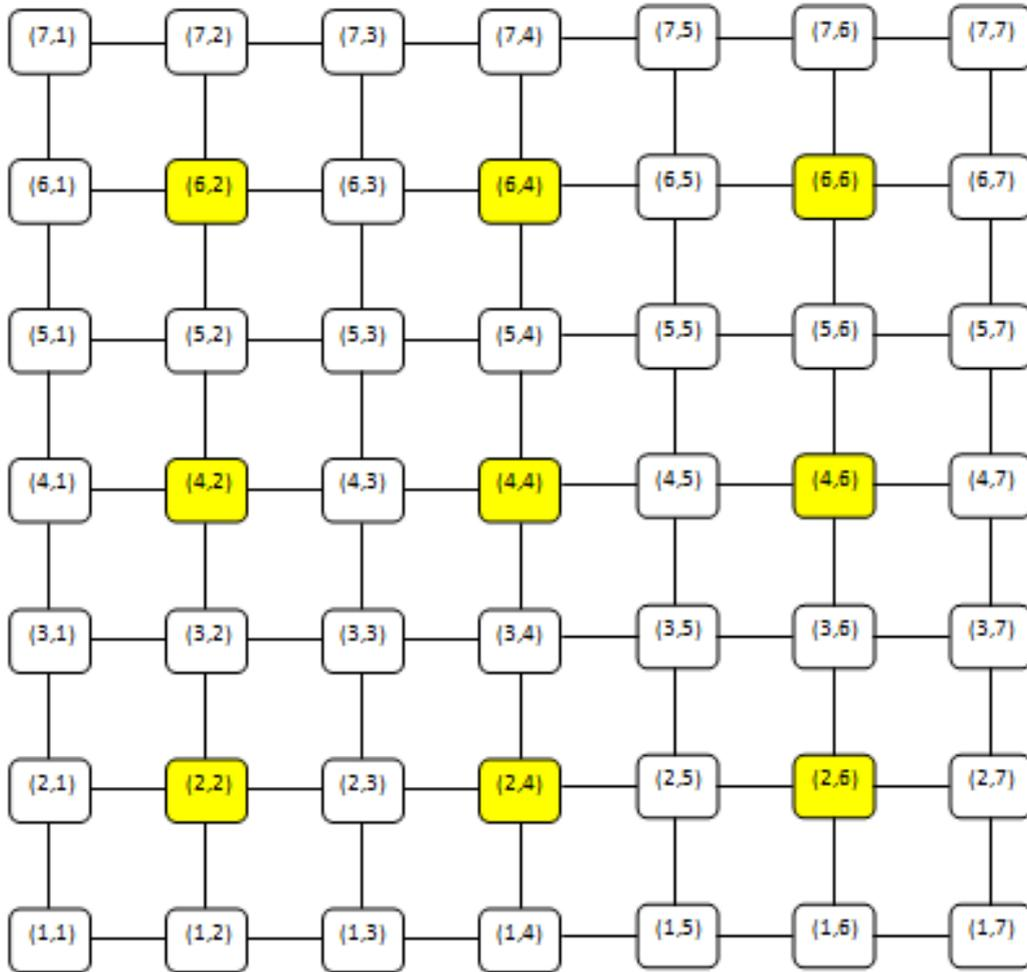 (7,1) (7,2) (7,3) (7,4) (7,5) (7,6) (7,7)
(6,1) (6,2) (6,3) (6,4) (6,5) (6,6) (6,7)
(5,1) (5,2) (5,3) (5,4) (5,5) (5,6) (5,7)
(4,1) (4,2) (4,3) (4,4) (4,5) (4,6) (4,7)
(3,1) (3,2) (3,3) (3,4) (3,5) (3,6) (3,7)
(2,1) (2,2) (2,3) (2,4) (2,5) (2,6) (2,7)
(1,1) (1,2) (1,3) (1,4) (1,5) (1,6) (1,7)